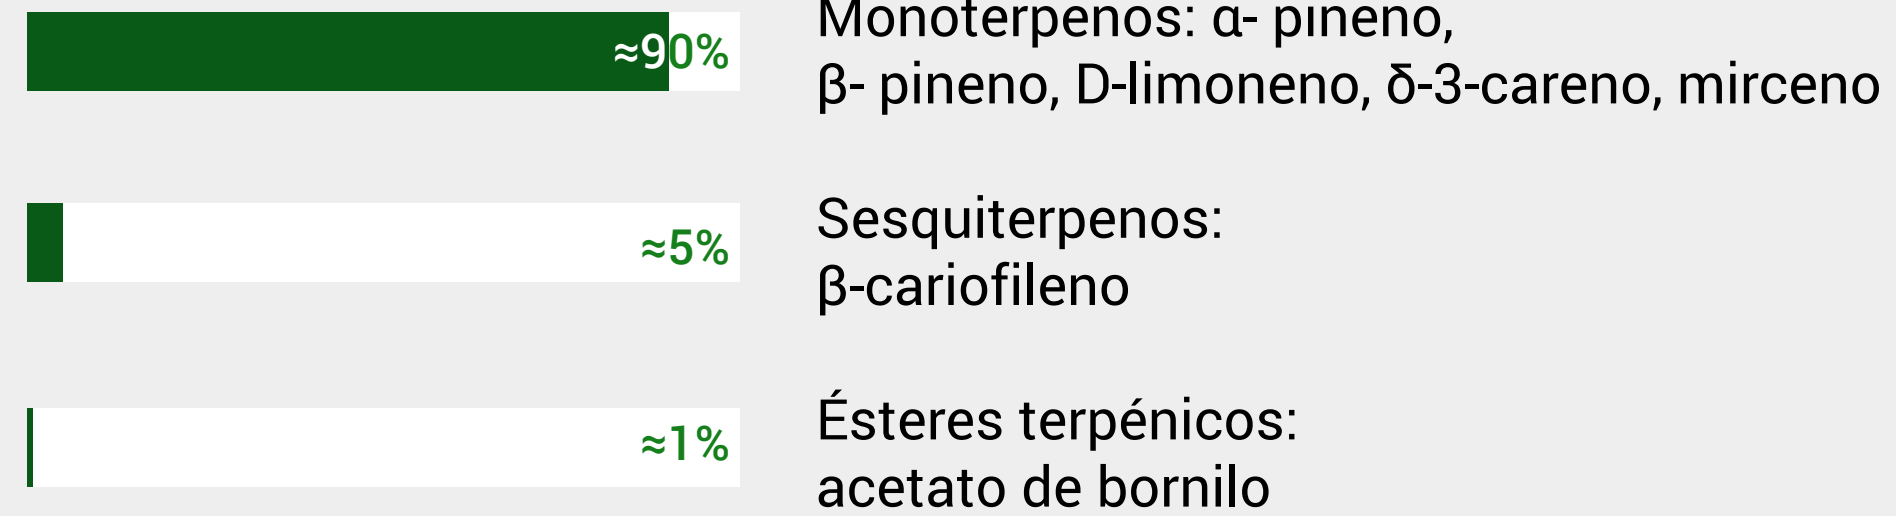 ≈90%
Monoterpenos: α- pineno,
β- pineno, D-limoneno, δ-3-careno, mirceno
≈5%
Sesquiterpenos:
β-cariofileno
≈1%
Ésteres terpénicos:
acetato de bornilo